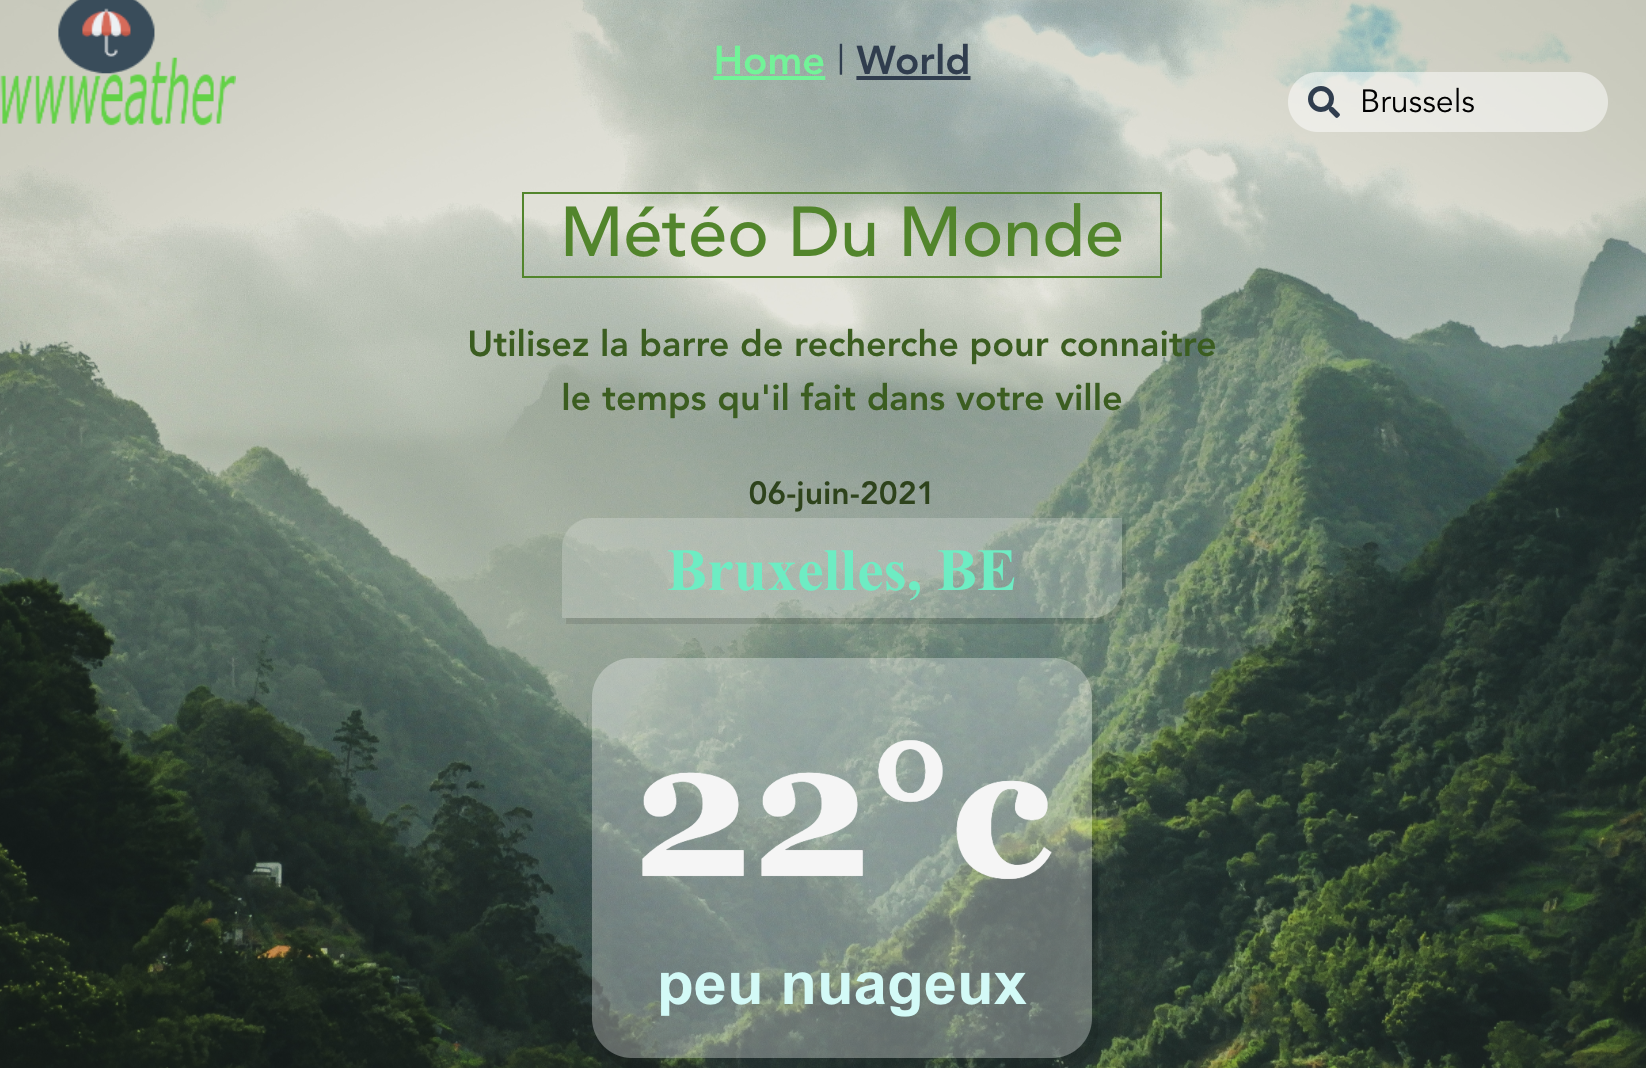 wwweather
Home | World
Brussels
Météo Du Monde
Utilisez la barre de recherche pour connaitre
le temps qu'il fait dans votre ville
06-juin-2021
Bruxelles, BE
22°c
peu nuageux